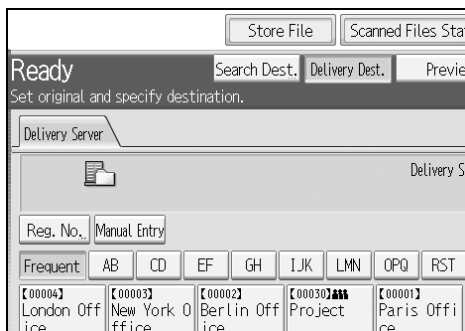 Store File Scanned Files Sta
Ready Search Dest. Delivery Dest. Previe
Set original and specify destination.
Delivery Server
Delivery S
Reg. No. Manual Entry
Frequent AB CD EF GH IJK LMN OPQ RST
【00004】 【00003】 【00002】 【00030】 【00001】
London Off New York O Berlin Off Project Paris Offi
ice ffice ice ce